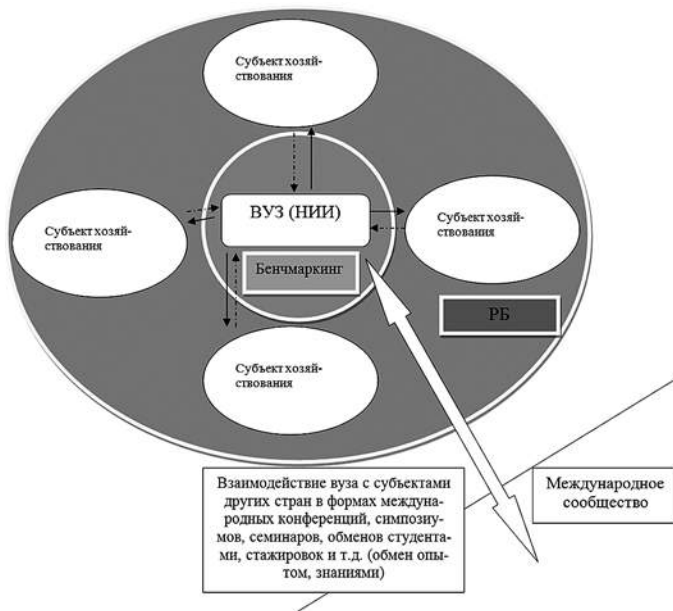 Субъект хозяй-
ствования
ВУЗ (НИИ)
Субъект хозяй-
ствования
Субъект хозяй-
ствования
Бенчмаркинг
РБ
Субъект хозяй-
ствования
Взаимодействие вуза с субъектами
других стран в формах междуна-
родных конференций, симпозиу-
мов, семинаров, обменов студента-
ми, стажировок и т.д. (обмен опы-
том, знаниями)
Международное
сообщество